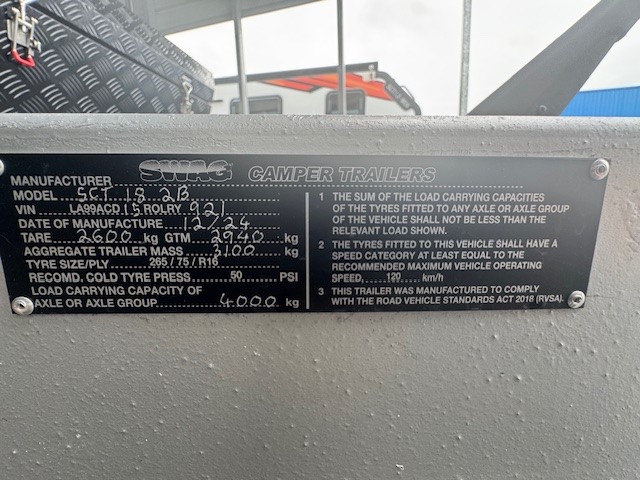 MANUFACTURER SWAG CAMPER TRAILERS
MODEL SCT 18 2B
VIN LA99ACD15ROLRY 921
DATE OF MANUFACTURE 12/24
TARE 2600 kg GTM 2940 kg
AGGREGATE TRAILER MASS 3100 kg
TYRE SIZE/PLY 265/75/R16
RECOMD. COLD TYRE PRESS 50 PSI
LOAD CARRYING CAPACITY OF
AXLE OR AXLE GROUP 4000 kg
1 THE SUM OF THE LOAD CARRYING CAPACITIES
OF THE TYRES FITTED TO ANY AXLE OR AXLE GROUP
OF THE VEHICLE SHALL NOT BE LESS THAN THE
RELEVANT LOAD SHOWN.
2 THE TYRES FITTED TO THIS VEHICLE SHALL HAVE A
SPEED CATEGORY AT LEAST EQUAL TO THE
RECOMMENDED MAXIMUM VEHICLE OPERATING
SPEED, 120 km/h
3 THIS TRAILER WAS MANUFACTURED TO COMPLY
WITH THE ROAD VEHICLE STANDARDS ACT 2018 (RVSA).